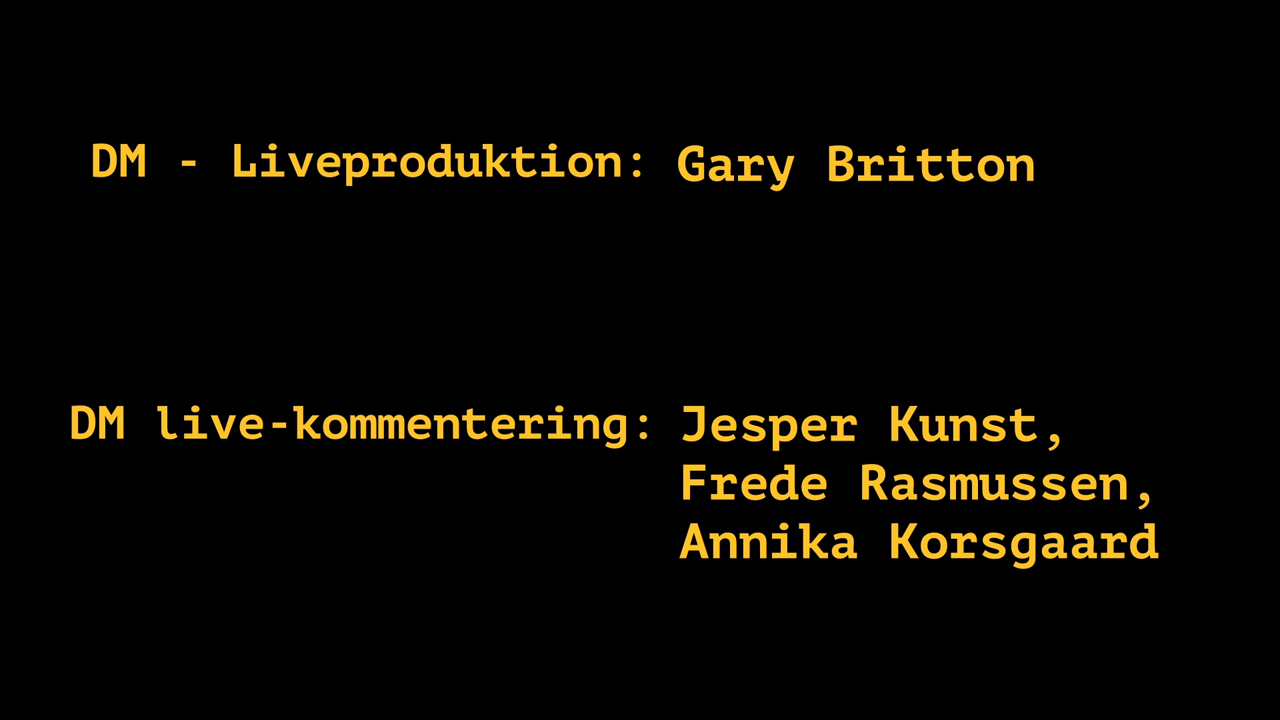 DM - Liveproduktion: Gary Britton
DM live-kommentering: Jesper Kunst,
Frede Rasmussen,
Annika Korsgaard